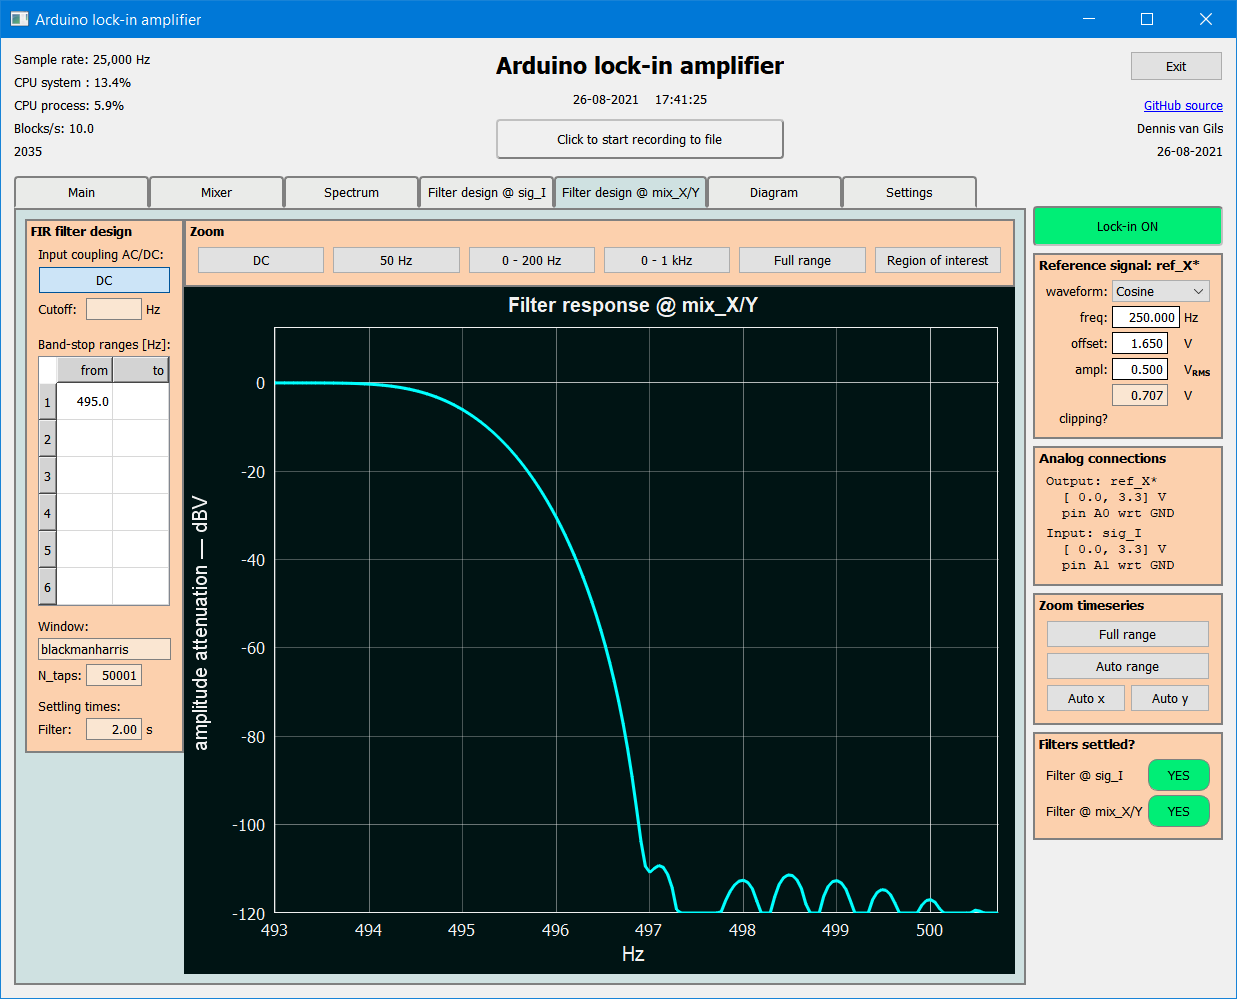 Arduino lock-in amplifier
Sample rate: 25,000 Hz
CPU system : 13.4%
CPU process: 5.9%
Blocks/s: 10.0
2035
Arduino lock-in amplifier
26-08-2021 17:41:25
Click to start recording to file
Exit
GitHub source
Dennis van Gils
26-08-2021
Main Mixer Spectrum Filter design @ sig_I Filter design @ mix_X/Y Diagram Settings
FIR filter design
Input coupling AC/DC:
DC
Cutoff: Hz
Band-stop ranges [Hz]:
from to
1 495.0
2
3
4
5
6
Window:
blackmanharris
N_taps: 50001
Settling times:
Filter: 2.00 s
Zoom
DC 50 Hz 0 - 200 Hz 0 - 1 kHz Full range Region of interest
Filter response @ mix_X/Y
amplitude attenuation — dBV
0
-20
-40
-60
-80
-100
-120
493 494 495 496 497 498 499 500
Hz
Lock-in ON
Reference signal: ref_X*
waveform: Cosine
freq: 250.000 Hz
offset: 1.650 V
ampl: 0.500 VRMS
0.707 V
clipping?
Analog connections
Output: ref_X*
[ 0.0, 3.3] V
pin A0 wrt GND
Input: sig_I
[ 0.0, 3.3] V
pin A1 wrt GND
Zoom timeseries
Full range
Auto range
Auto x Auto y
Filters settled?
Filter @ sig_I YES
Filter @ mix_X/Y YES